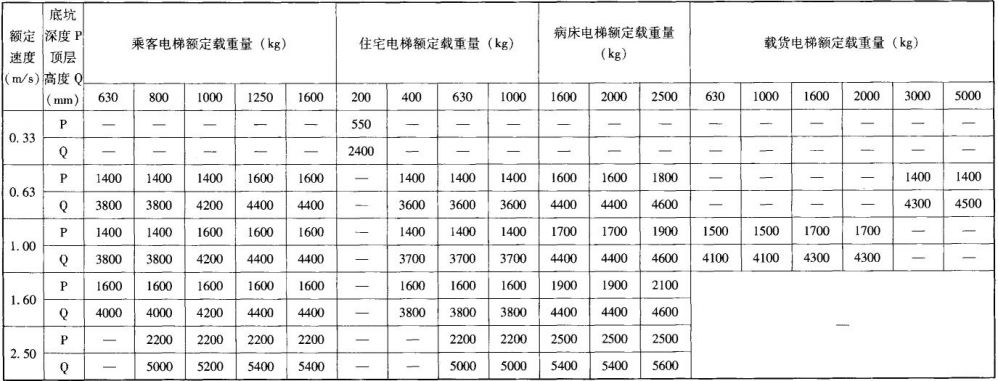 额定速度(m/s) 底坑深度P顶层高度Q(mm) 乘客电梯额定载重量(kg) 住宅电梯额定载重量(kg) 病床电梯额定载重量(kg) 载货电梯额定载重量(kg)
630 800 1000 1250 1600 200 400 630 1000 1600 2000 2500 630 1000 1600 2000 3000 5000
0.33 P — — — — — 550 — — — — — — — — — — — —
Q — — — — — 2400 — — — — — — — — — — — —
0.63 P 1400 1400 1400 1600 1600 — 1400 1400 1400 1600 1600 1800 — — — — 1400 1400
Q 3800 3800 4200 4400 4400 — 3600 3600 3600 4400 4400 4600 — — — — 4300 4500
1.00 P 1400 1400 1600 1600 1600 — 1400 1400 1400 1700 1700 1900 1500 1500 1700 1700 — —
Q 3800 3800 4200 4400 4400 — 3700 3700 3700 4400 4400 4600 4100 4100 4300 4300 — —
1.60 P 1600 1600 1600 1600 1600 — 1600 1600 1600 1900 1900 2100 —
Q 4000 4000 4200 4400 4400 — 3800 3800 3800 4400 4400 4600
2.50 P — 2200 2200 2200 2200 — — 2200 2200 2500 2500 2500
Q — 5000 5200 5400 5400 — — 5000 5000 5400 5400 5600